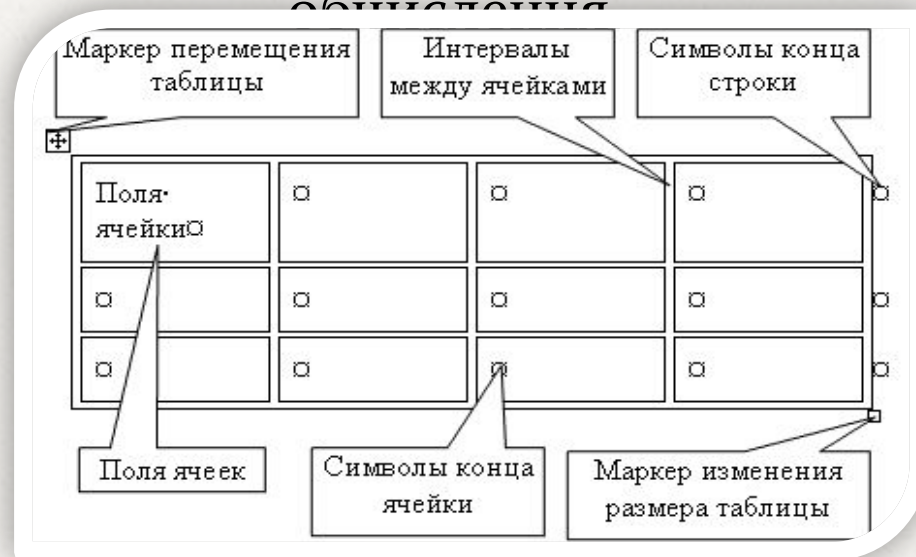 обчислення
Маркер перемещения
таблицы
Интервалы
между ячейками
Символы конца
строки
Поля·
ячейки¤
¤ ¤ ¤ ¤
¤ ¤ ¤ ¤ ¤
¤ ¤ ¤ ¤ ¤
Поля ячеек
Символы конца
ячейки
Маркер изменения
размера таблицы